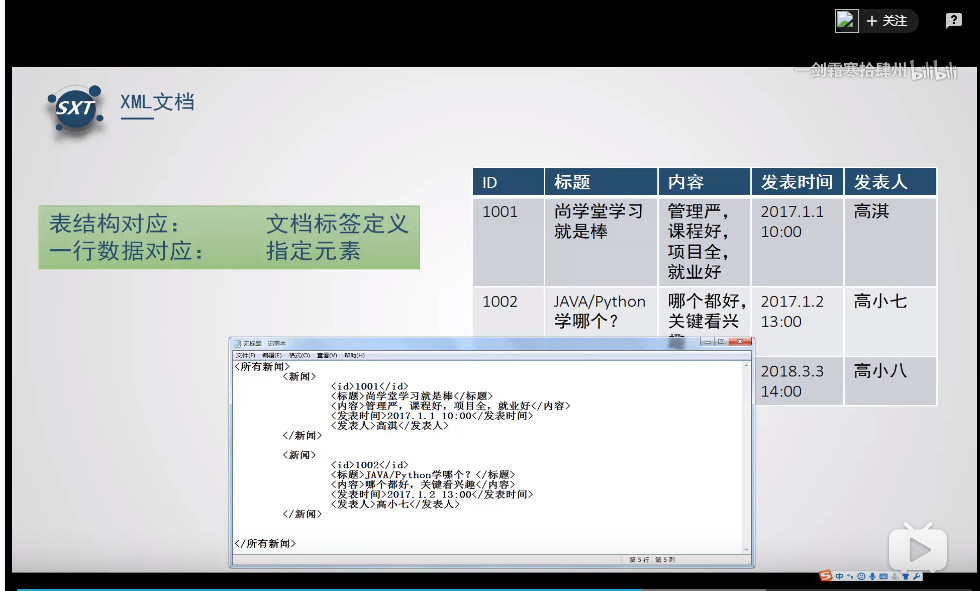 + 关注
?
一剑霜寒拾肆州 bilibili
SXT
XML文档
表结构对应: 文档标签定义
一行数据对应: 指定元素
ID 标题 内容 发表时间 发表人
1001 尚学堂学习 管理严, 2017.1.1 高淇
就是棒 课程好, 10:00
项目全,
就业好
1002 JAVA/Python 哪个都好, 2017.1.2 高小七
学哪个? 关键看兴 13:00
趣
2018.3.3 高小八
14:00
无标题 - 记事本
文件(F) 编辑(E) 格式(O) 查看(V) 帮助(H)
<所有新闻>
<新闻>
<id>1001</id>
<标题>尚学堂学习就是棒</标题>
<内容>管理严, 课程好, 项目全, 就业好</内容>
<发表时间>2017.1.1 10:00</发表时间>
<发表人>高淇</发表人>
</新闻>
<新闻>
<id>1002</id>
<标题>JAVA/Python学哪个? </标题>
<内容>哪个都好, 关键看兴趣</内容>
<发表时间>2017.1.2 13:00</发表时间>
<发表人>高小七</发表人>
</新闻>
</所有新闻>
第 5 行, 第 5 列
S 中